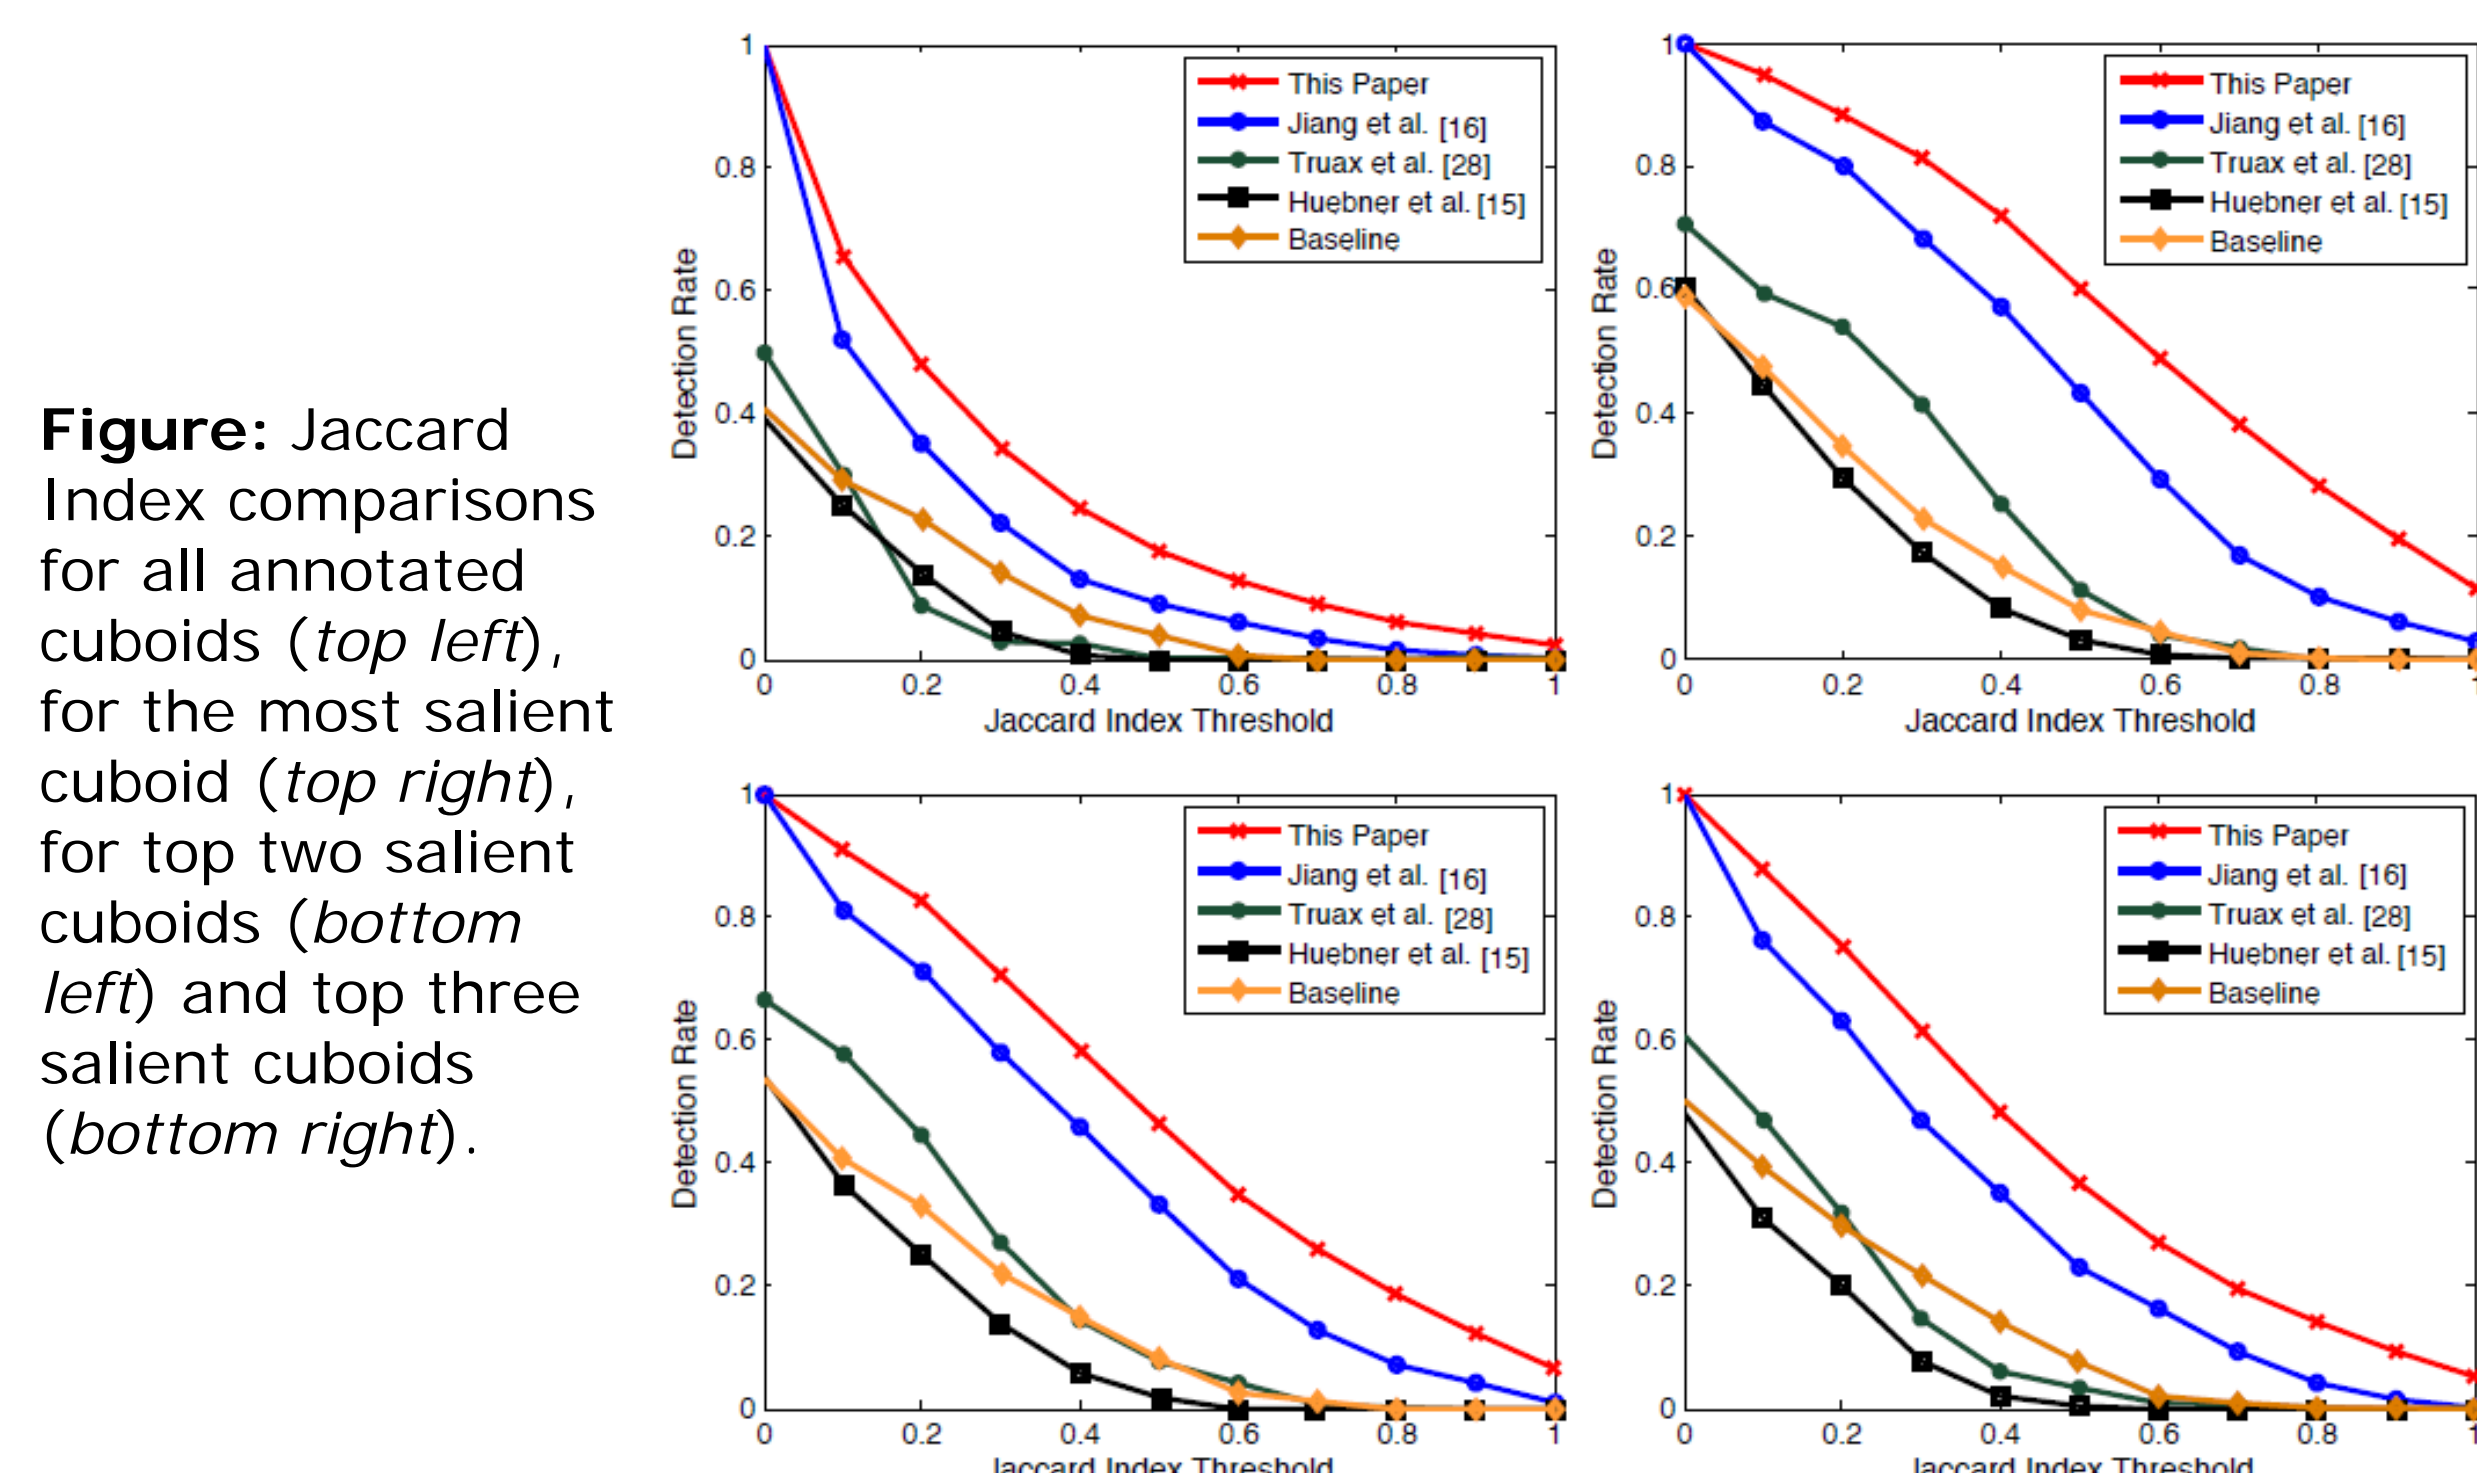 Figure: Jaccard
Index comparisons
for all annotated
cuboids (top left),
for the most salient
cuboid (top right),
for top two salient
cuboids (bottom
left) and top three
salient cuboids
(bottom right).
1
0.8
0.6
0.4
0.2
0
Detection Rate
This Paper
Jiang et al. [16]
Truax et al. [28]
Huebner et al. [15]
Baseline
0 0.2 0.4 0.6 0.8 1
Jaccard Index Threshold
1
0.8
0.6
0.4
0.2
0
Detection Rate
This Paper
Jiang et al. [16]
Truax et al. [28]
Huebner et al. [15]
Baseline
0 0.2 0.4 0.6 0.8 1
Jaccard Index Threshold
1
0.8
0.6
0.4
0.2
0
Detection Rate
This Paper
Jiang et al. [16]
Truax et al. [28]
Huebner et al. [15]
Baseline
0 0.2 0.4 0.6 0.8 1
Jaccard Index Threshold
1
0.8
0.6
0.4
0.2
0
Detection Rate
This Paper
Jiang et al. [16]
Truax et al. [28]
Huebner et al. [15]
Baseline
0 0.2 0.4 0.6 0.8 1
Jaccard Index Threshold